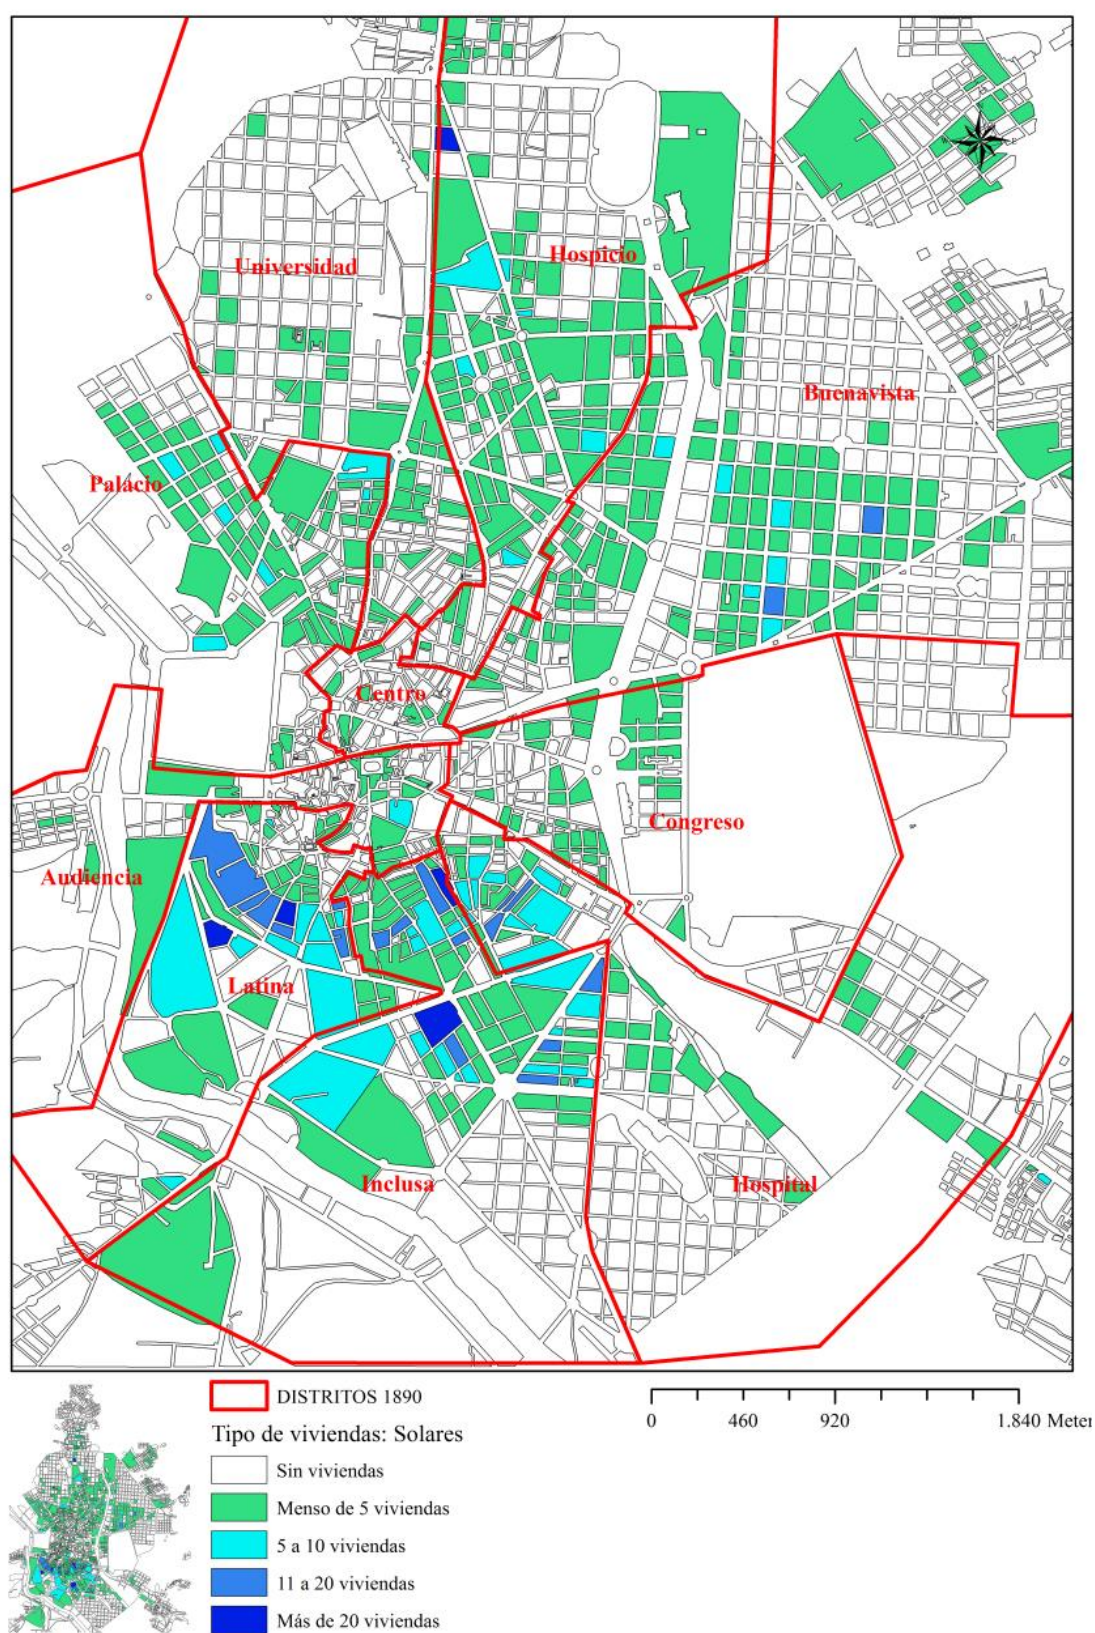 Universidad
Hospicio
Buenavista
Palacio
Centro
Congreso
Audiencia
Latina
Inclusa
Hospital
DISTRITOS 1890
0 460 920 1.840 Meter
Tipo de viviendas: Solares
Sin viviendas
Menso de 5 viviendas
5 a 10 viviendas
11 a 20 viviendas
Más de 20 viviendas